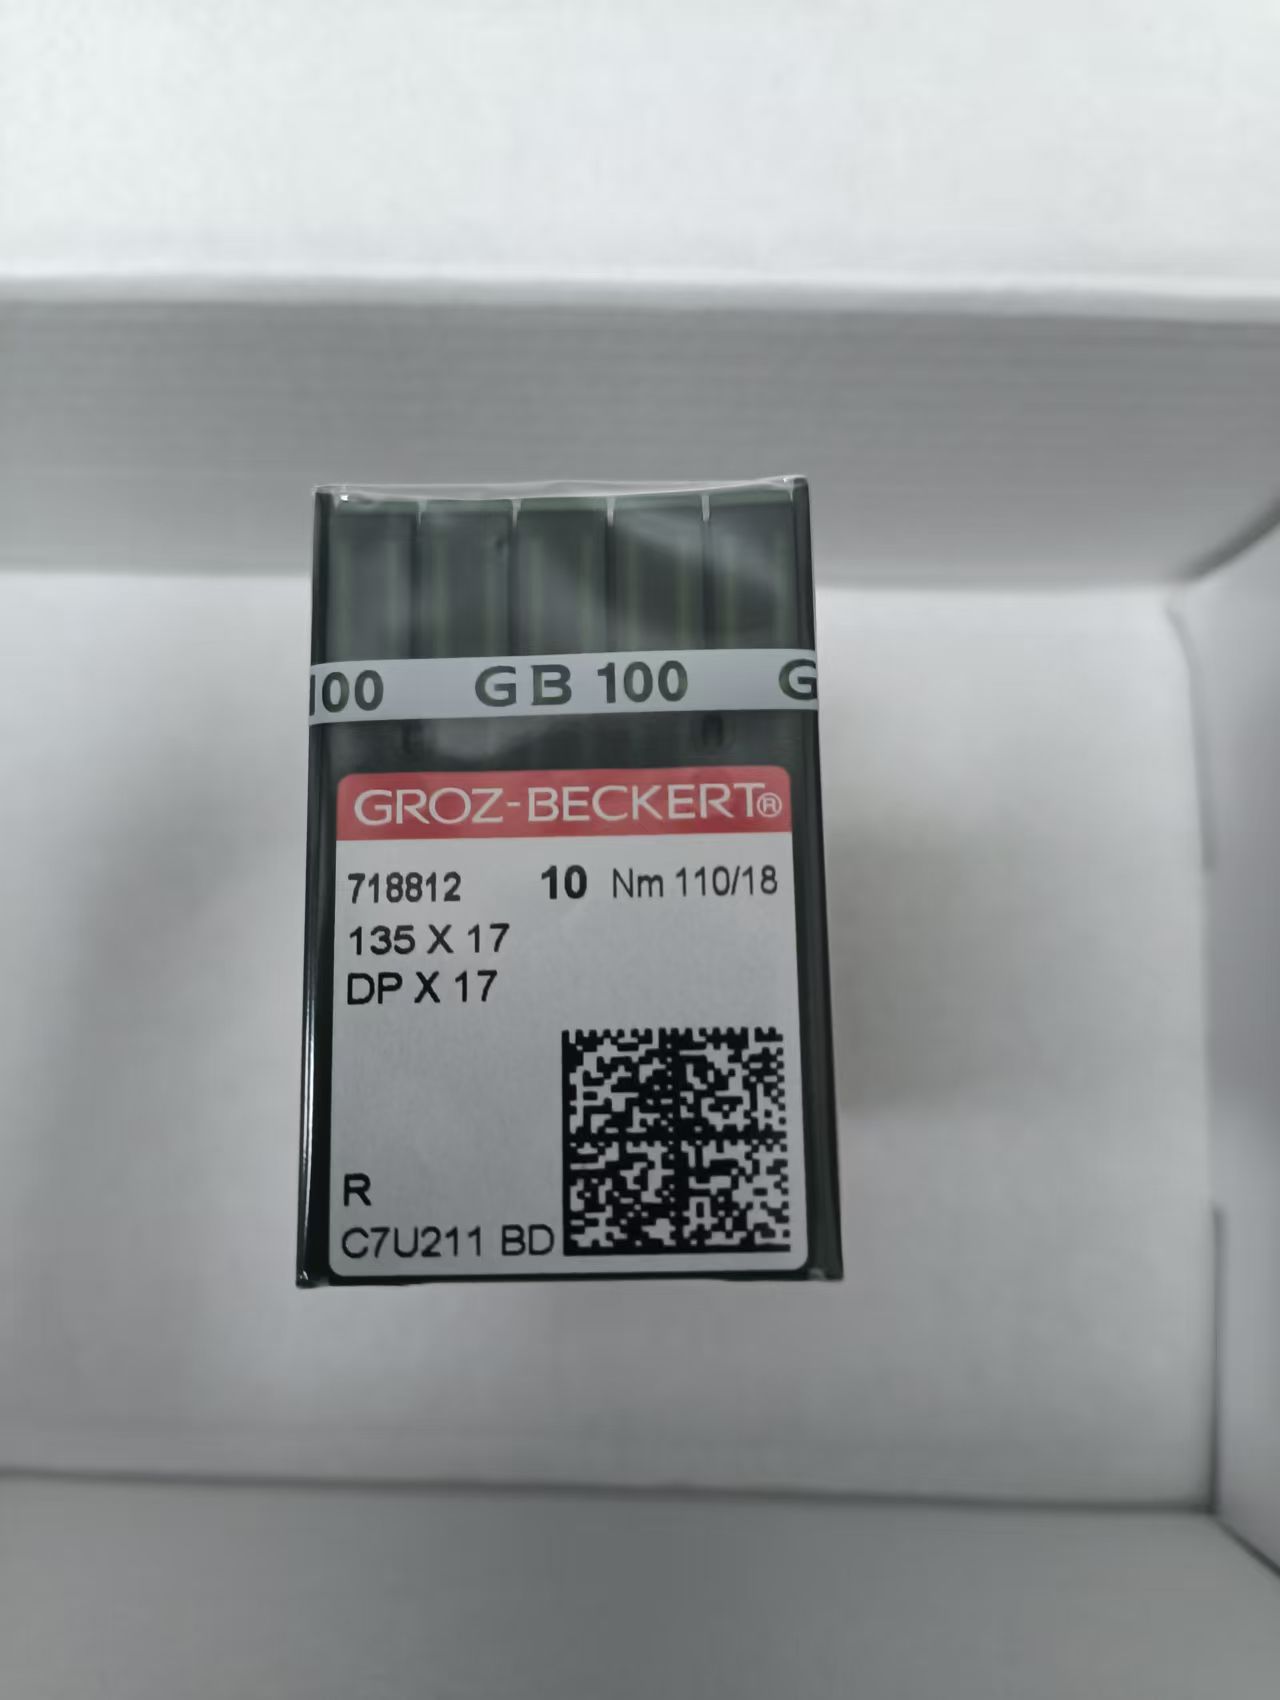 100 GB 100 G
GROZ-BECKERT®
718812 10 Nm 110/18
135 X 17
DP X 17
R
C7U211 BD